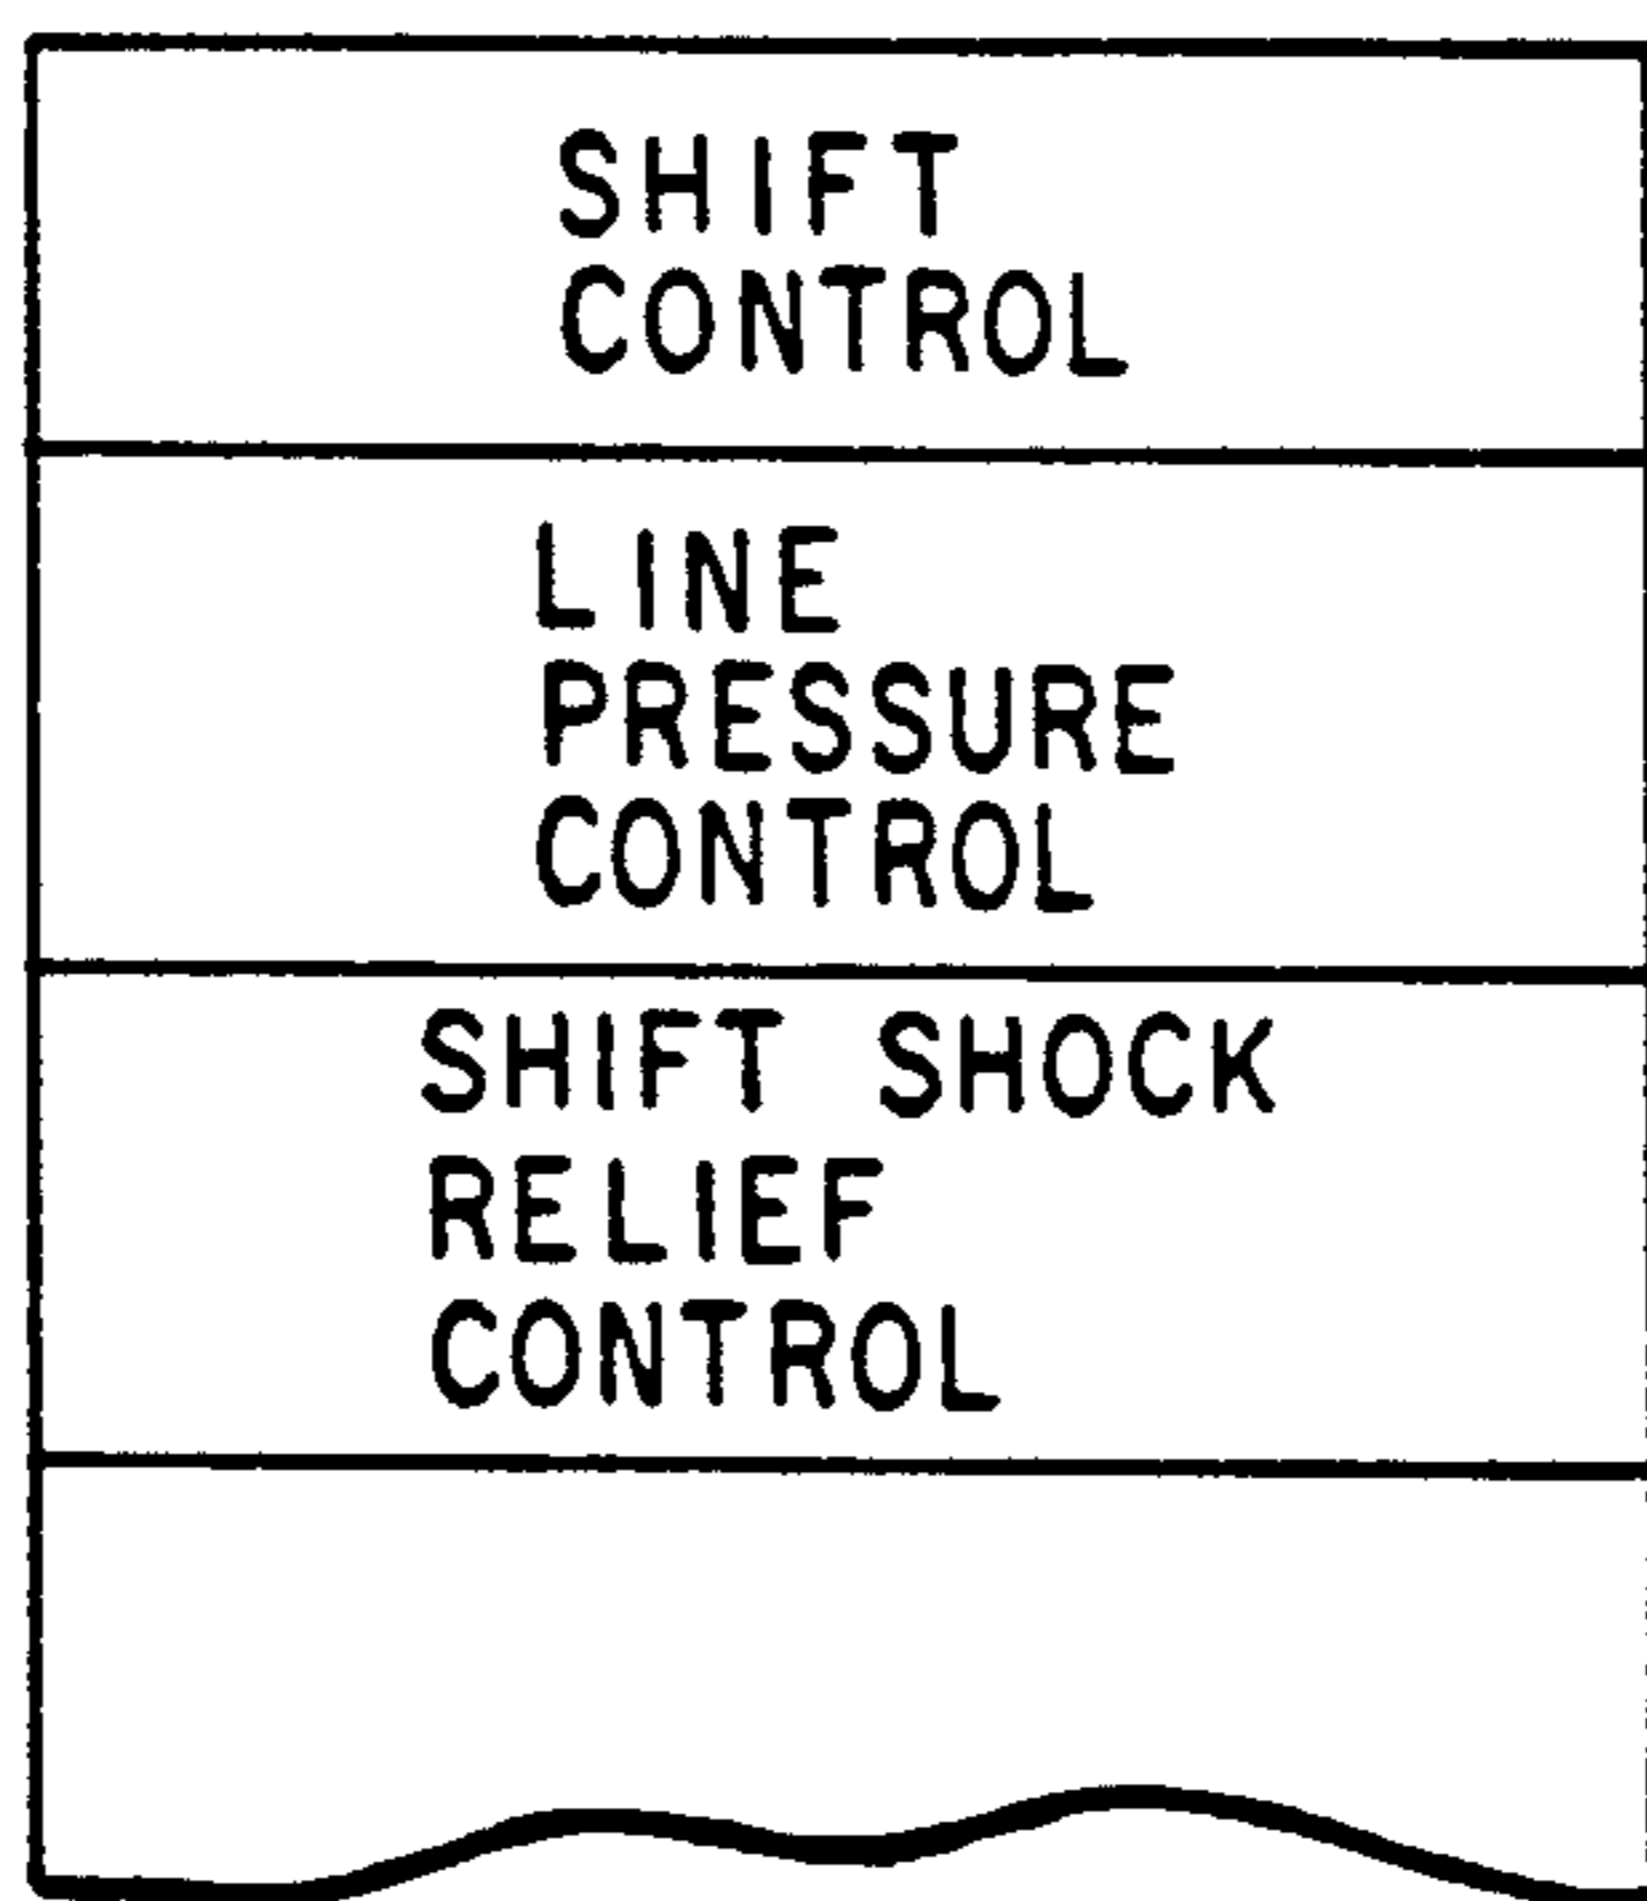 SHIFT
CONTROL
LINE
PRESSURE
CONTROL
SHIFT SHOCK
RELIEF
CONTROL